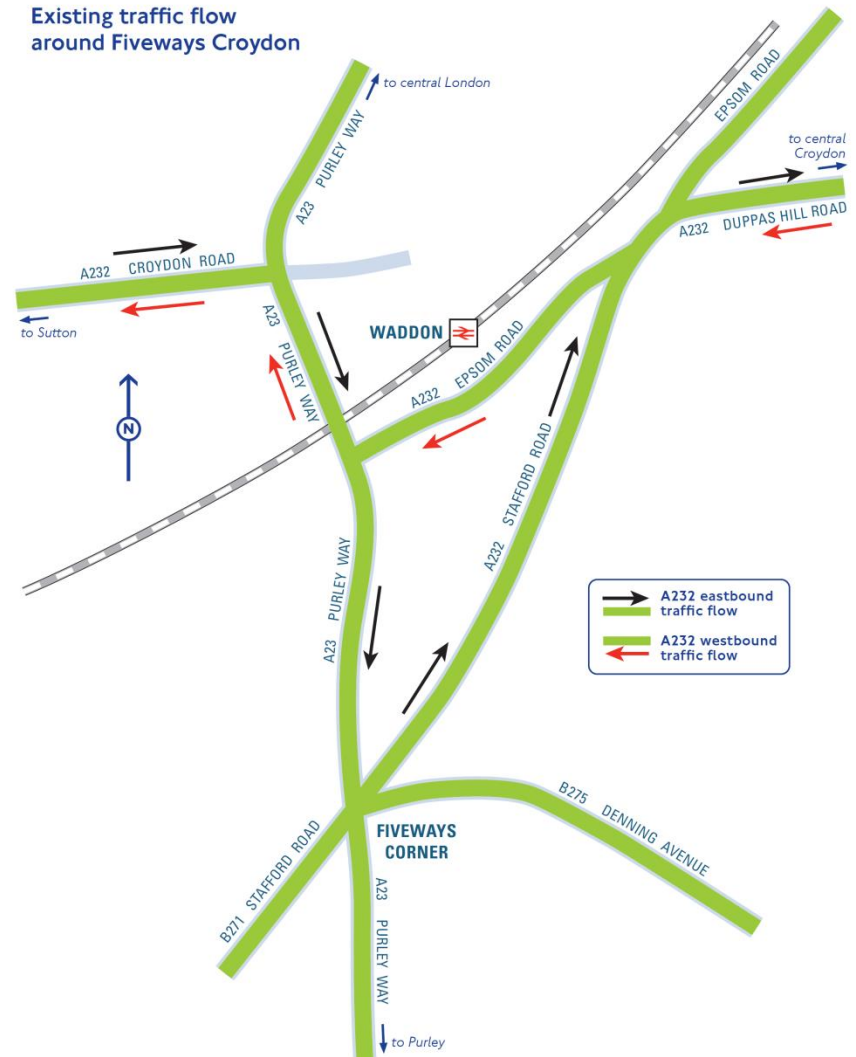 Existing traffic flow
around Fiveways Croydon
to central London
A23 PURLEY WAY
EPSOM ROAD
to central
Croydon
A232 DUPPAS HILL ROAD
A232 CROYDON ROAD
to Sutton
A23 PURLEY WAY
WADDON
A232 EPSOM ROAD
N
A232 STAFFORD ROAD
A23 PURLEY WAY
A232 eastbound
traffic flow
A232 westbound
traffic flow
B275 DENNING AVENUE
FIVEWAYS
CORNER
B271 STAFFORD ROAD
A23 PURLEY WAY
to Purley